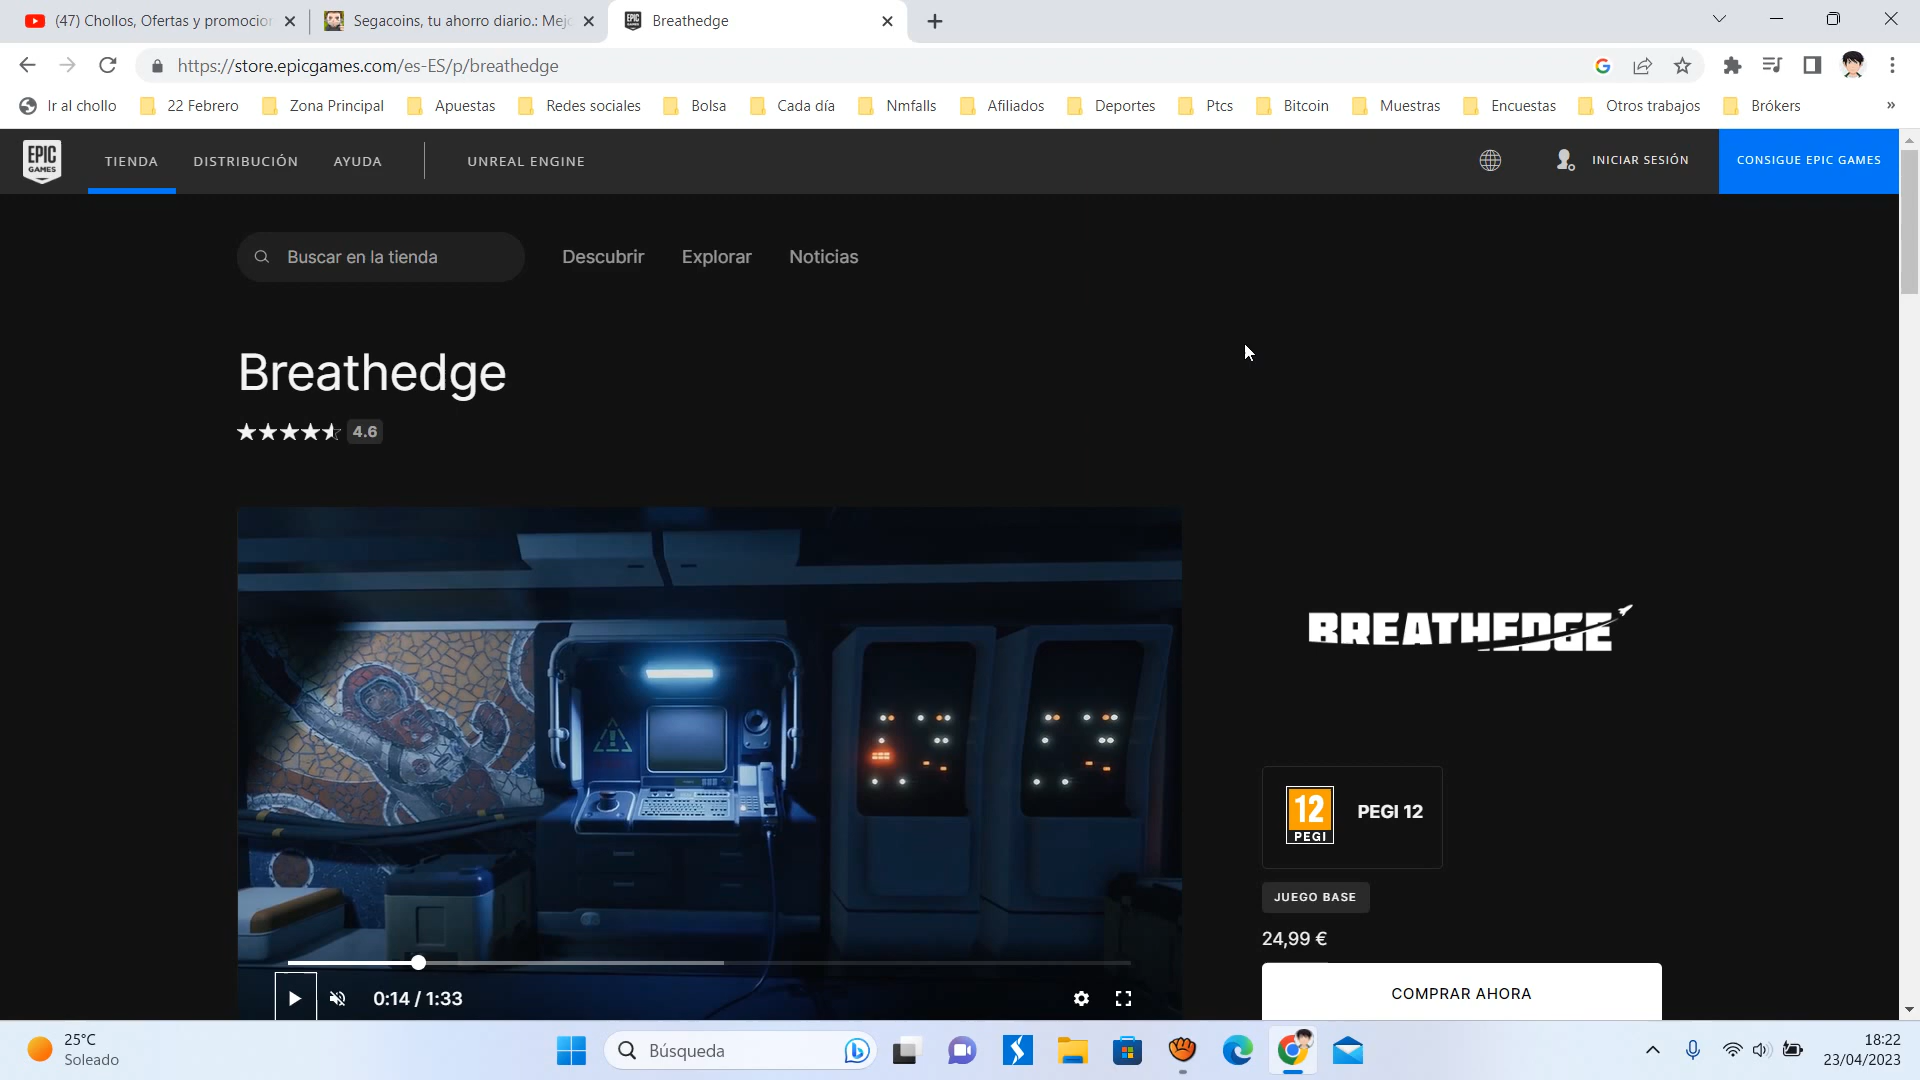 (47) Chollos, Ofertas y promocion
Segacoins, tu ahorro diario.: Mejo
Breathedge
https://store.epicgames.com/es-ES/p/breathedge
Ir al chollo
22 Febrero
Zona Principal
Apuestas
Redes sociales
Bolsa
Cada día
Nmfalls
Afiliados
Deportes
Ptcs
Bitcoin
Muestras
Encuestas
Otros trabajos
Brókers
»
EPIC
GAMES
TIENDA
DISTRIBUCIÓN
AYUDA
UNREAL ENGINE
INICIAR SESIÓN
CONSIGUE EPIC GAMES
Buscar en la tienda
Descubrir
Explorar
Noticias
Breathedge
4.6
BREATHEDGE
12
PEGI
PEGI 12
JUEGO BASE
24,99 €
COMPRAR AHORA
0:14 / 1:33
25°C
Soleado
Búsqueda
18:22
23/04/2023